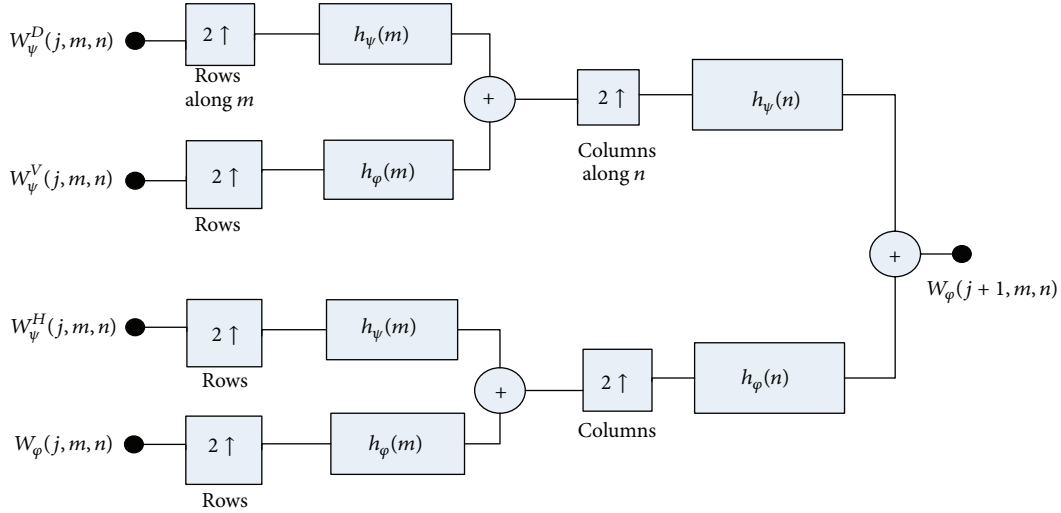 W_ψ^D(j, m, n)
2 ↑
h_ψ(m)
Rows
along m
+
2 ↑
h_ψ(n)
Columns
along n
W_ψ^V(j, m, n)
2 ↑
h_φ(m)
Rows
+
W_φ(j + 1, m, n)
W_ψ^H(j, m, n)
2 ↑
h_ψ(m)
Rows
+
2 ↑
h_φ(n)
Columns
W_φ(j, m, n)
2 ↑
h_φ(m)
Rows